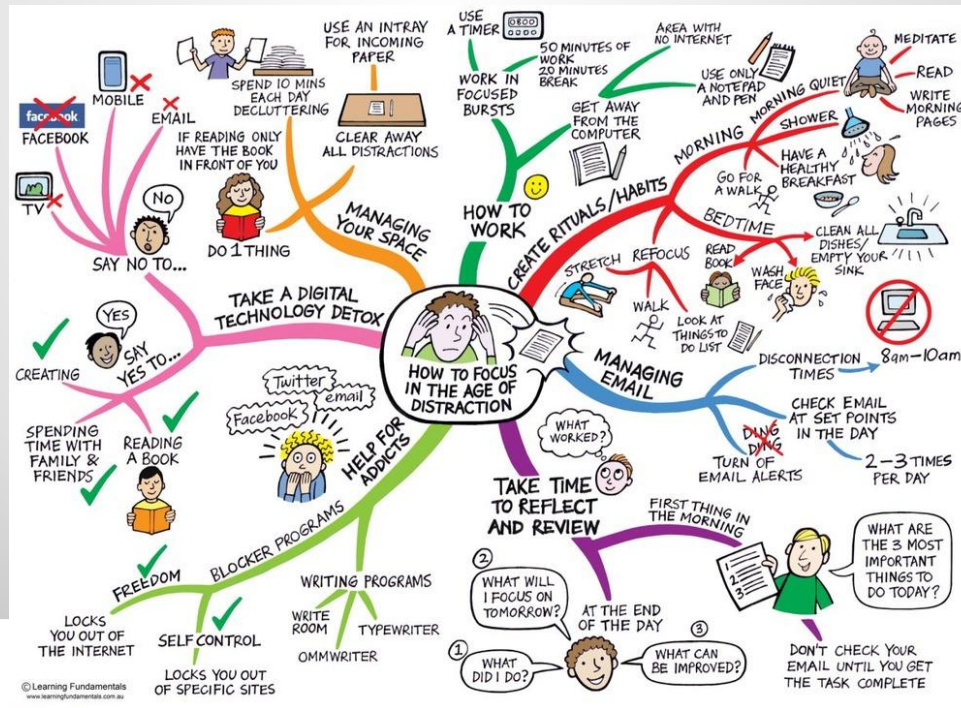 HOW TO FOCUS
IN THE AGE OF
DISTRACTION
HOW TO
WORK
WORK IN
FOCUSED
BURSTS
USE
A TIMER
50 MINUTES OF
WORK
20 MINUTES
BREAK
GET AWAY
FROM THE
COMPUTER
AREA WITH
NO INTERNET
USE ONLY
A NOTEPAD
AND PEN
CREATE RITUALS/HABITS
MORNING
MORNING QUIET
MEDITATE
READ
WRITE
MORNING
PAGES
SHOWER
HAVE A
HEALTHY
BREAKFAST
GO FOR
A WALK
BEDTIME
CLEAN ALL
DISHES/
EMPTY YOUR
SINK
WASH
FACE
READ
BOOK
REFOCUS
STRETCH
WALK
LOOK AT
THINGS TO
DO LIST
MANAGING
EMAIL
DISCONNECTION
TIMES
8am-10am
CHECK EMAIL
AT SET POINTS
IN THE DAY
2-3 TIMES
PER DAY
DING
DING
TURN OF
EMAIL ALERTS
TAKE TIME
TO REFLECT
AND REVIEW
WHAT
WORKED?
FIRST THING IN
THE MORNING
1
2
3
WHAT ARE
THE 3 MOST
IMPORTANT
THINGS TO
DO TODAY?
DON'T CHECK YOUR
EMAIL UNTIL YOU GET
THE TASK COMPLETE
AT THE END
OF THE DAY
1
WHAT
DID I DO?
2
WHAT WILL
I FOCUS ON
TOMORROW?
3
WHAT CAN
BE IMPROVED?
HELP FOR
ADDICTS
Twitter
email
Facebook
WRITING PROGRAMS
WRITE
ROOM
OMMWRITER
TYPEWRITER
BLOCKER PROGRAMS
FREEDOM
LOCKS
YOU OUT OF
THE INTERNET
SELF CONTROL
LOCKS YOU OUT
OF SPECIFIC SITES
TAKE A DIGITAL
TECHNOLOGY DETOX
SAY
YES TO...
YES
CREATING
SPENDING
TIME WITH
FAMILY &
FRIENDS
READING
A BOOK
SAY NO TO...
NO
TV
facebook
FACEBOOK
MOBILE
EMAIL
MANAGING
YOUR SPACE
DO 1 THING
IF READING ONLY
HAVE THE BOOK
IN FRONT OF YOU
SPEND 10 MINS
EACH DAY
DECLUTTERING
CLEAR AWAY
ALL DISTRACTIONS
USE AN INTRAY
FOR INCOMING
PAPER
© Learning Fundamentals
www.learningfundamentals.com.au